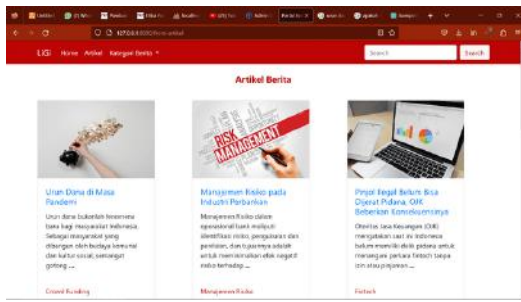 LiGi Home Artikel Kategori Berita
Search Search
Artikel Berita
RISK
MANAGEMENT
Urun Dana di Masa
Pandemi
Urun dana bukanlah fenomena
baru bagi masyarakat Indonesia.
Sebagai masyarakat yang
dibangun oleh budaya komunal
dan kultur sosial, semangat
gotong ...
Crowd Funding
Manajemen Risiko pada
Industri Perbankan
Manajemen Risiko dalam
operasional bank meliputi
identifikasi risiko, pengukuran dan
penilaian, dan tujuannya adalah
untuk meminimalkan efek negatif
risiko terhadap ...
Manajemen Risiko
Pinjol Ilegal Belum Bisa
Dijerat Pidana, OJK
Beberkan Konsekuensinya
Otoritas Jasa Keuangan (OJK)
mengatakan saat ini Indonesia
belum memiliki delik pidana untuk
menangani perkara fintech tanpa
izin atau pinjaman ...
Fintech